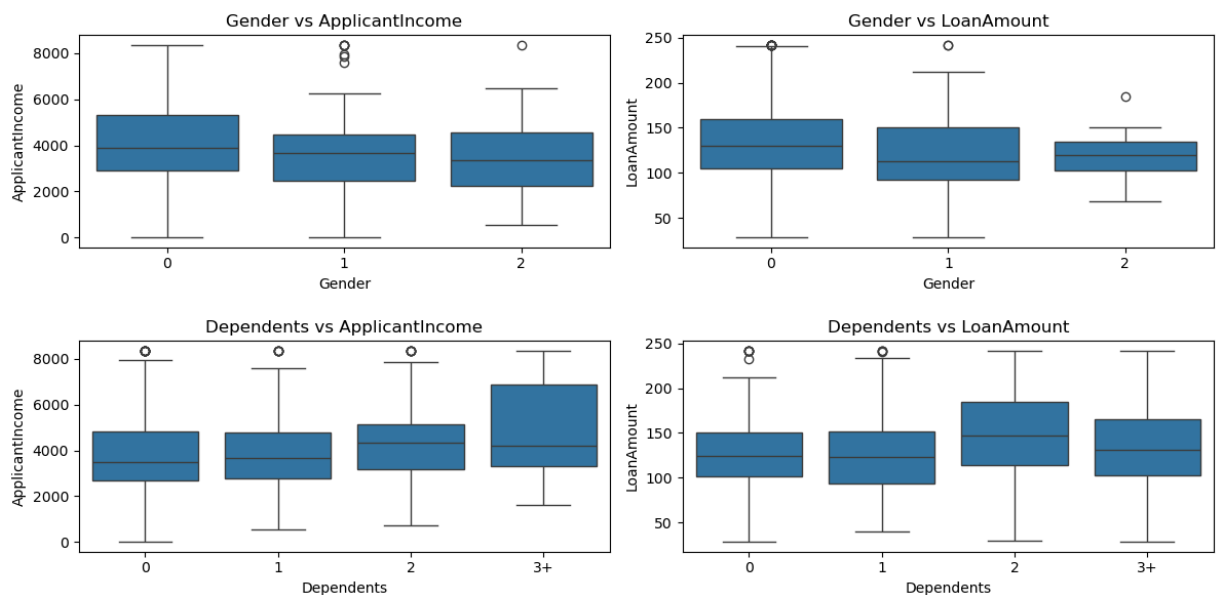 Gender vs ApplicantIncome
8000
6000
4000
2000
0
ApplicantIncome
0 1 2
Gender
Gender vs LoanAmount
250
200
150
100
50
LoanAmount
0 1 2
Gender
Dependents vs ApplicantIncome
8000
6000
4000
2000
0
ApplicantIncome
0 1 2 3+
Dependents
Dependents vs LoanAmount
250
200
150
100
50
LoanAmount
0 1 2 3+
Dependents